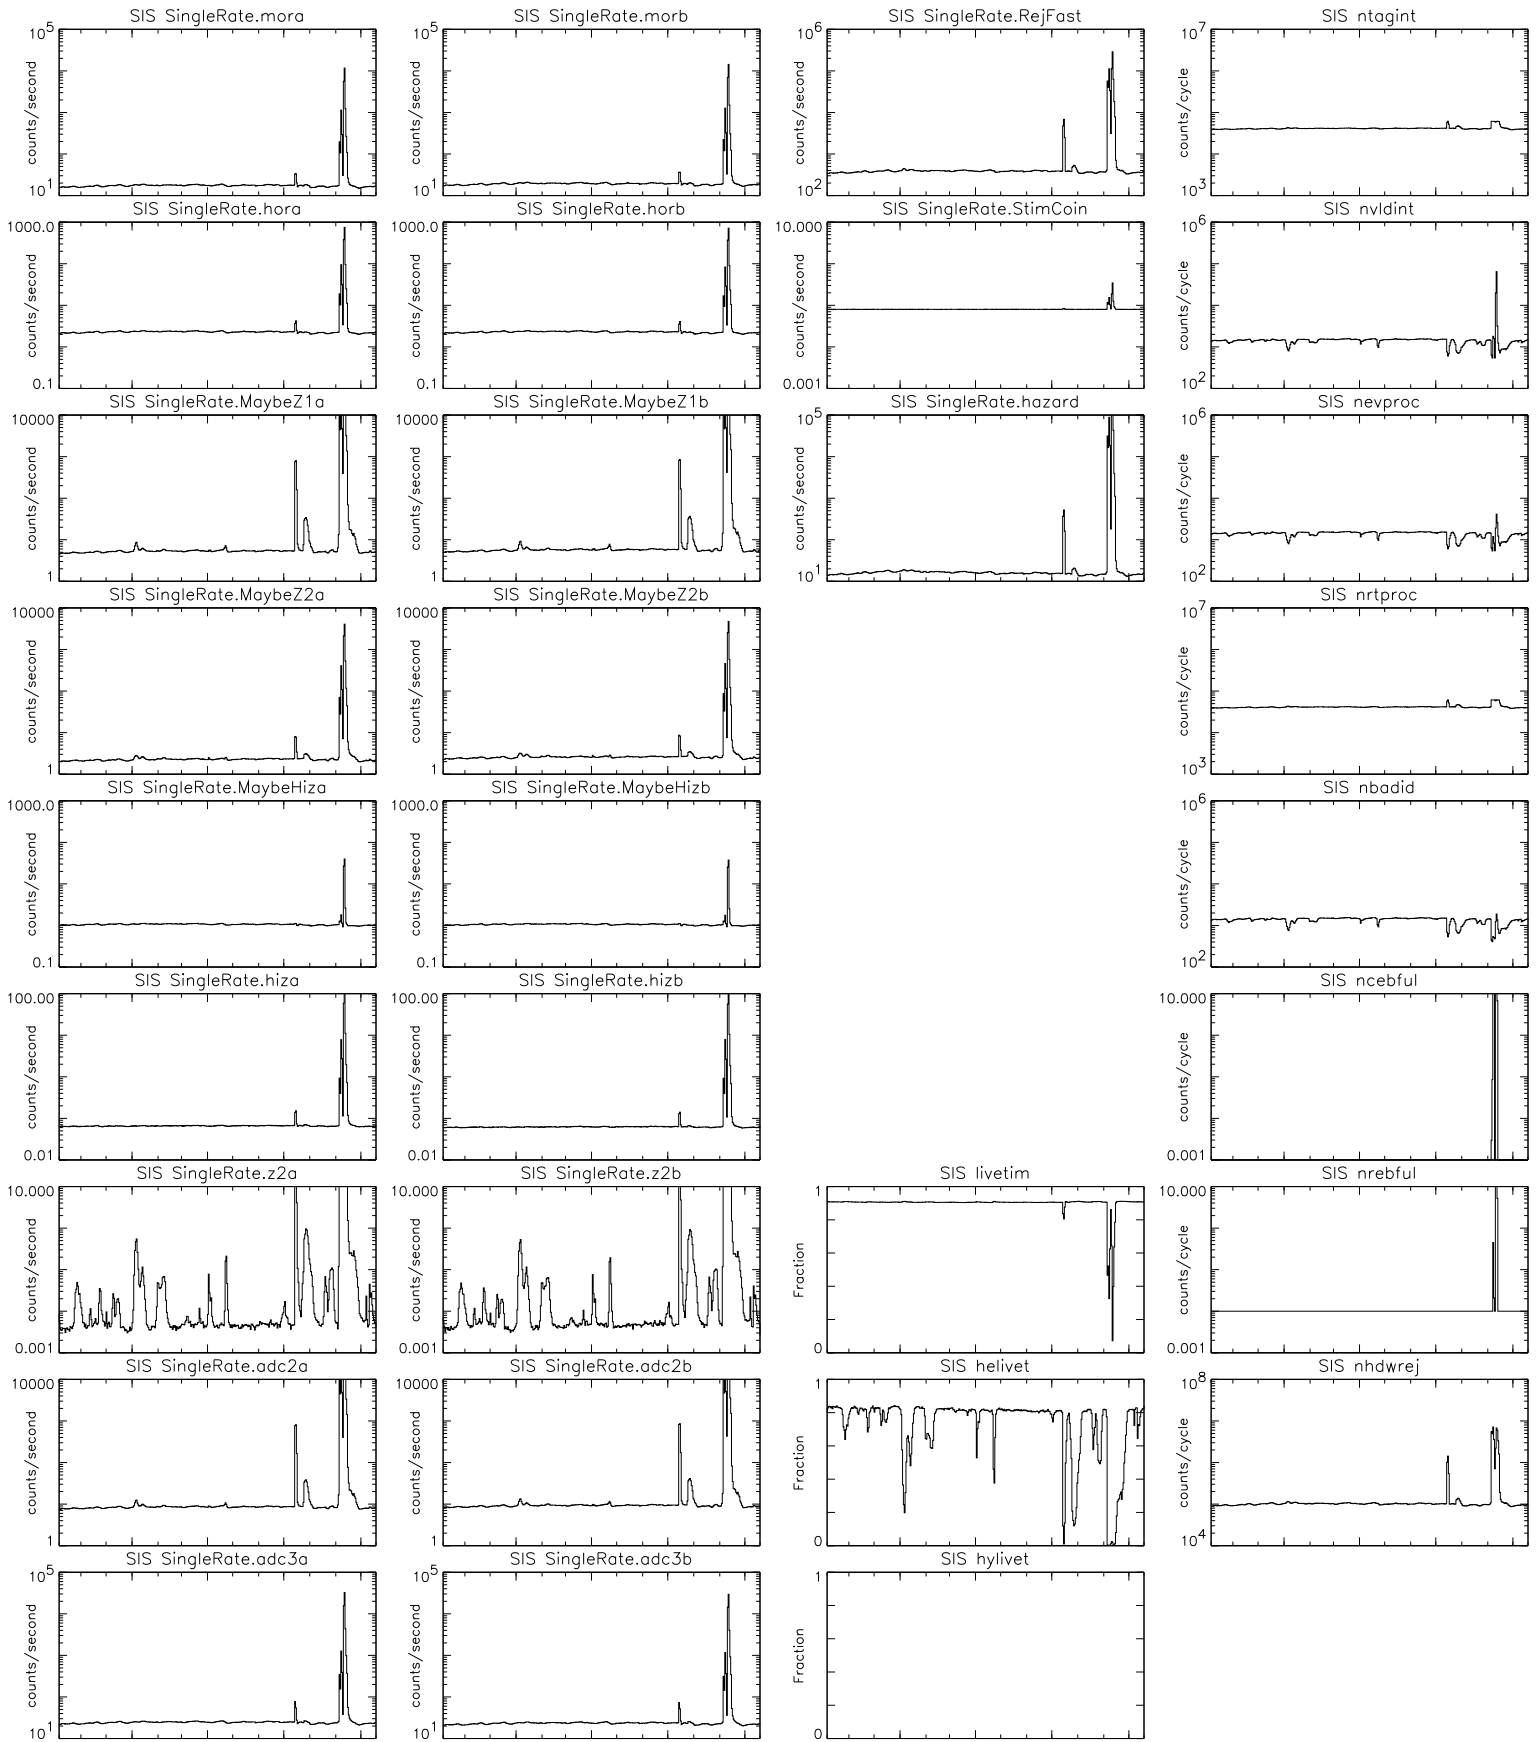 SIS SingleRate.mora
10^5
counts/second
10^1
SIS SingleRate.morb
10^5
counts/second
10^1
SIS SingleRate.RejFast
10^6
counts/second
10^2
SIS ntagint
10^7
counts/cycle
10^3
SIS SingleRate.hora
1000.0
counts/second
0.1
SIS SingleRate.horb
1000.0
counts/second
0.1
SIS SingleRate.StimCoin
10.000
counts/second
0.001
SIS nvldint
10^6
counts/cycle
10^2
SIS SingleRate.MaybeZ1a
10000
counts/second
1
SIS SingleRate.MaybeZ1b
10000
counts/second
1
SIS SingleRate.hazard
10^5
counts/second
10^1
SIS nevproc
10^6
counts/cycle
10^2
SIS SingleRate.MaybeZ2a
10000
counts/second
1
SIS SingleRate.MaybeZ2b
10000
counts/second
1
SIS nrtproc
10^7
counts/cycle
10^3
SIS SingleRate.MaybeHiza
1000.0
counts/second
0.1
SIS SingleRate.MaybeHizb
1000.0
counts/second
0.1
SIS nbadid
10^6
counts/cycle
10^2
SIS SingleRate.hiza
100.00
counts/second
0.01
SIS SingleRate.hizb
100.00
counts/second
0.01
SIS ncebful
10.000
counts/cycle
0.001
SIS SingleRate.z2a
10.000
counts/second
0.001
SIS SingleRate.z2b
10.000
counts/second
0.001
SIS livetim
1
Fraction
0
SIS nrebful
10.000
counts/cycle
0.001
SIS SingleRate.adc2a
10000
counts/second
1
SIS SingleRate.adc2b
10000
counts/second
1
SIS helivet
1
Fraction
0
SIS nhdwrej
10^8
counts/cycle
10^4
SIS SingleRate.adc3a
10^5
counts/second
10^1
SIS SingleRate.adc3b
10^5
counts/second
10^1
SIS hylivet
1
Fraction
0